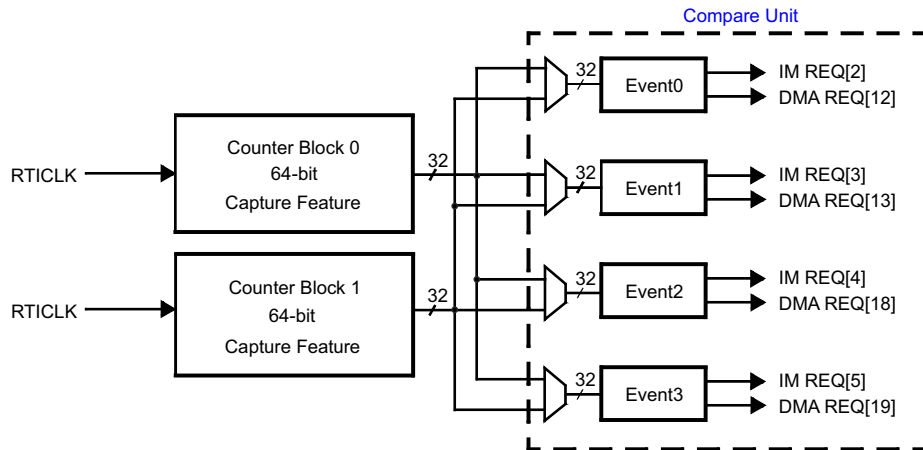 Compare Unit
32
Event0
IM REQ[2]
DMA REQ[12]
RTICLK
Counter Block 0
64-bit
Capture Feature
32
32
Event1
IM REQ[3]
DMA REQ[13]
RTICLK
Counter Block 1
64-bit
Capture Feature
32
32
Event2
IM REQ[4]
DMA REQ[18]
32
Event3
IM REQ[5]
DMA REQ[19]